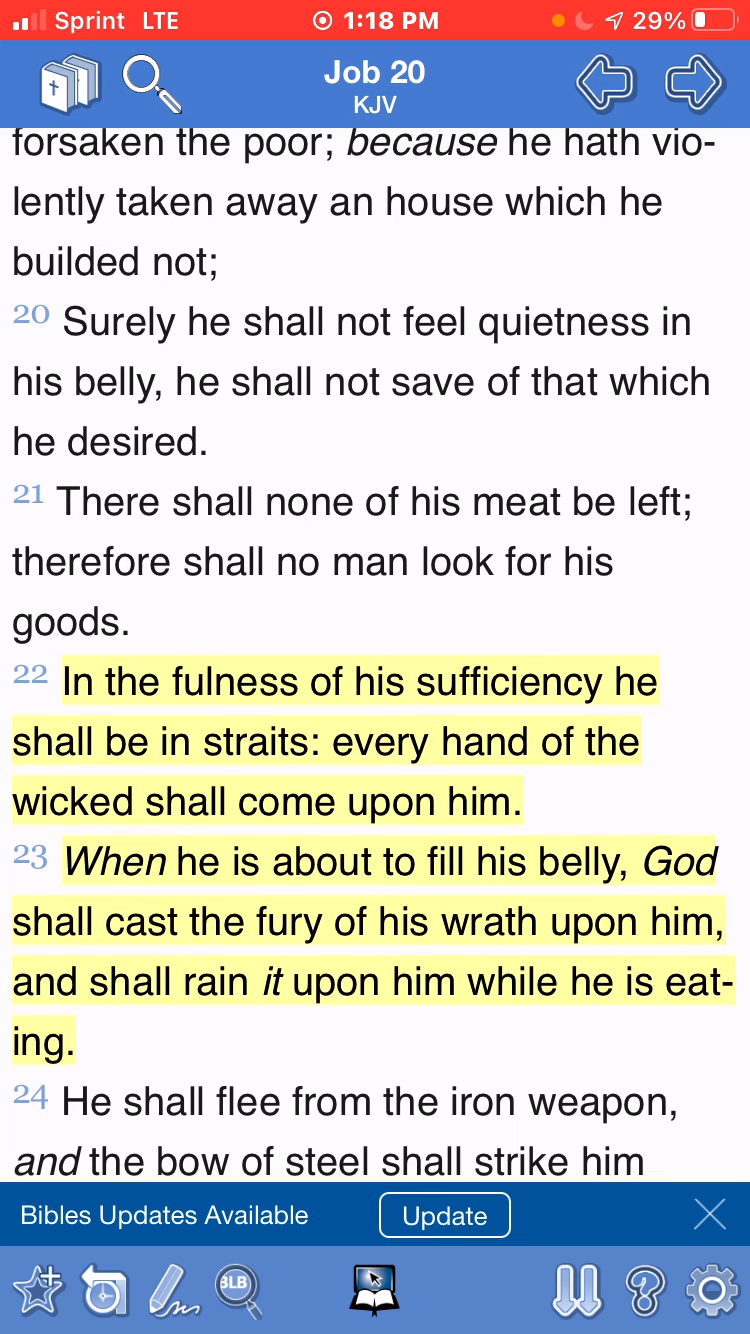 Sprint LTE 1:18 PM 29%
Job 20
KJV
forsaken the poor; because he hath vio-
lently taken away an house which he
builded not;
20 Surely he shall not feel quietness in
his belly, he shall not save of that which
he desired.
21 There shall none of his meat be left;
therefore shall no man look for his
goods.
22 In the fulness of his sufficiency he
shall be in straits: every hand of the
wicked shall come upon him.
23 When he is about to fill his belly, God
shall cast the fury of his wrath upon him,
and shall rain it upon him while he is eat-
ing.
24 He shall flee from the iron weapon,
and the bow of steel shall strike him
Bibles Updates Available Update
BLB